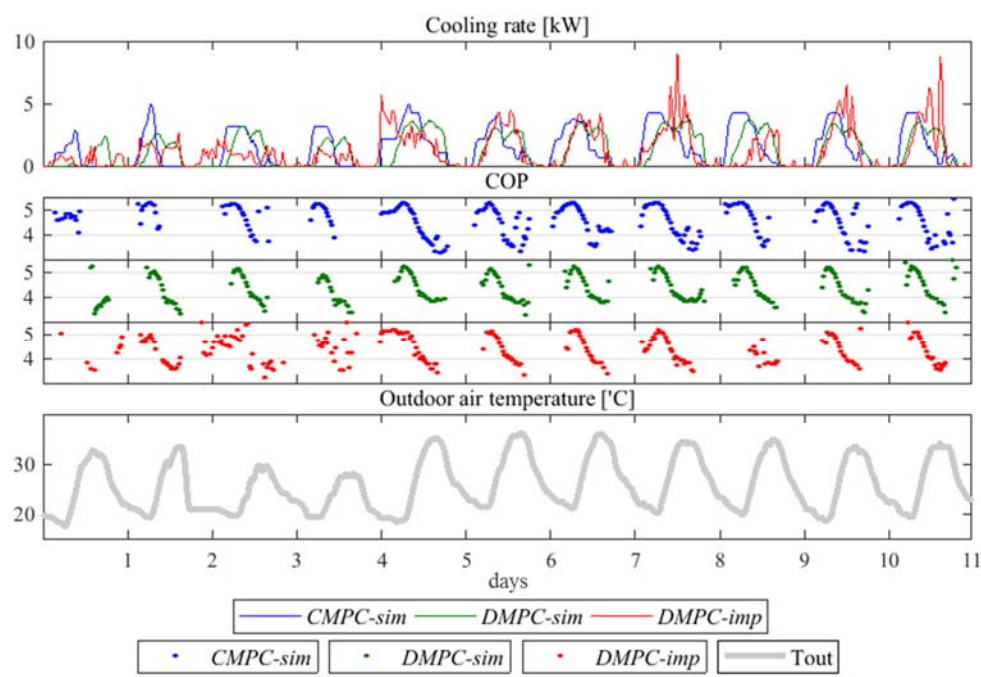 Cooling rate [kW]
10
5
0
COP
5
4
5
4
5
4
Outdoor air temperature ['C]
30
20
1 2 3 4 5 6 7 8 9 10 11
days
CMPC-sim DMPC-sim DMPC-imp
CMPC-sim DMPC-sim DMPC-imp Tout